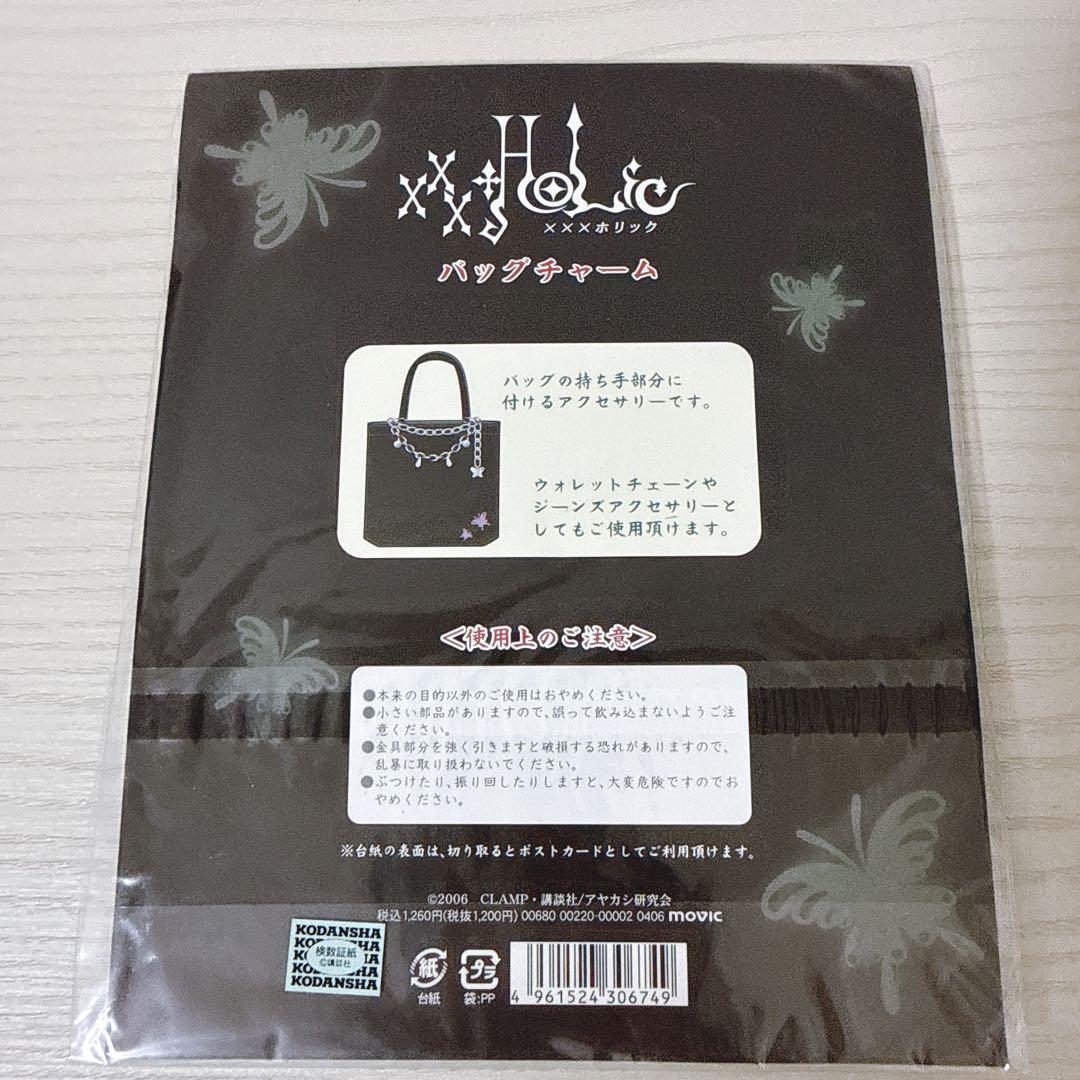 ×××HOLiC
×××ホリック
バッグチャーム
バッグの持ち手部分に
付けるアクセサリーです。
ウォレットチェーンや
ジーンズアクセサリーと
してもご使用頂けます。
＜使用上のご注意＞
●本来の目的以外のご使用はおやめください。
●小さい部品がありますので、誤って飲み込まないようご注
意ください。
●金具部分を強く引きますと破損する恐れがありますので、
乱暴に取り扱わないでください。
●ぶつけたり、振り回したりしますと、大変危険ですのでお
やめください。
※台紙の表面は、切り取るとポストカードとしてご利用頂けます。
©2006 CLAMP・講談社/アヤカシ研究会
税込1,260円(税抜1,200円) 00680 00220-00002 0406 movic
KODANSHA
KODANSHA
検数証紙
©講談社
KODANSHA
KODANSHA
紙
台紙
プラ
袋:PP
4 961524 306749